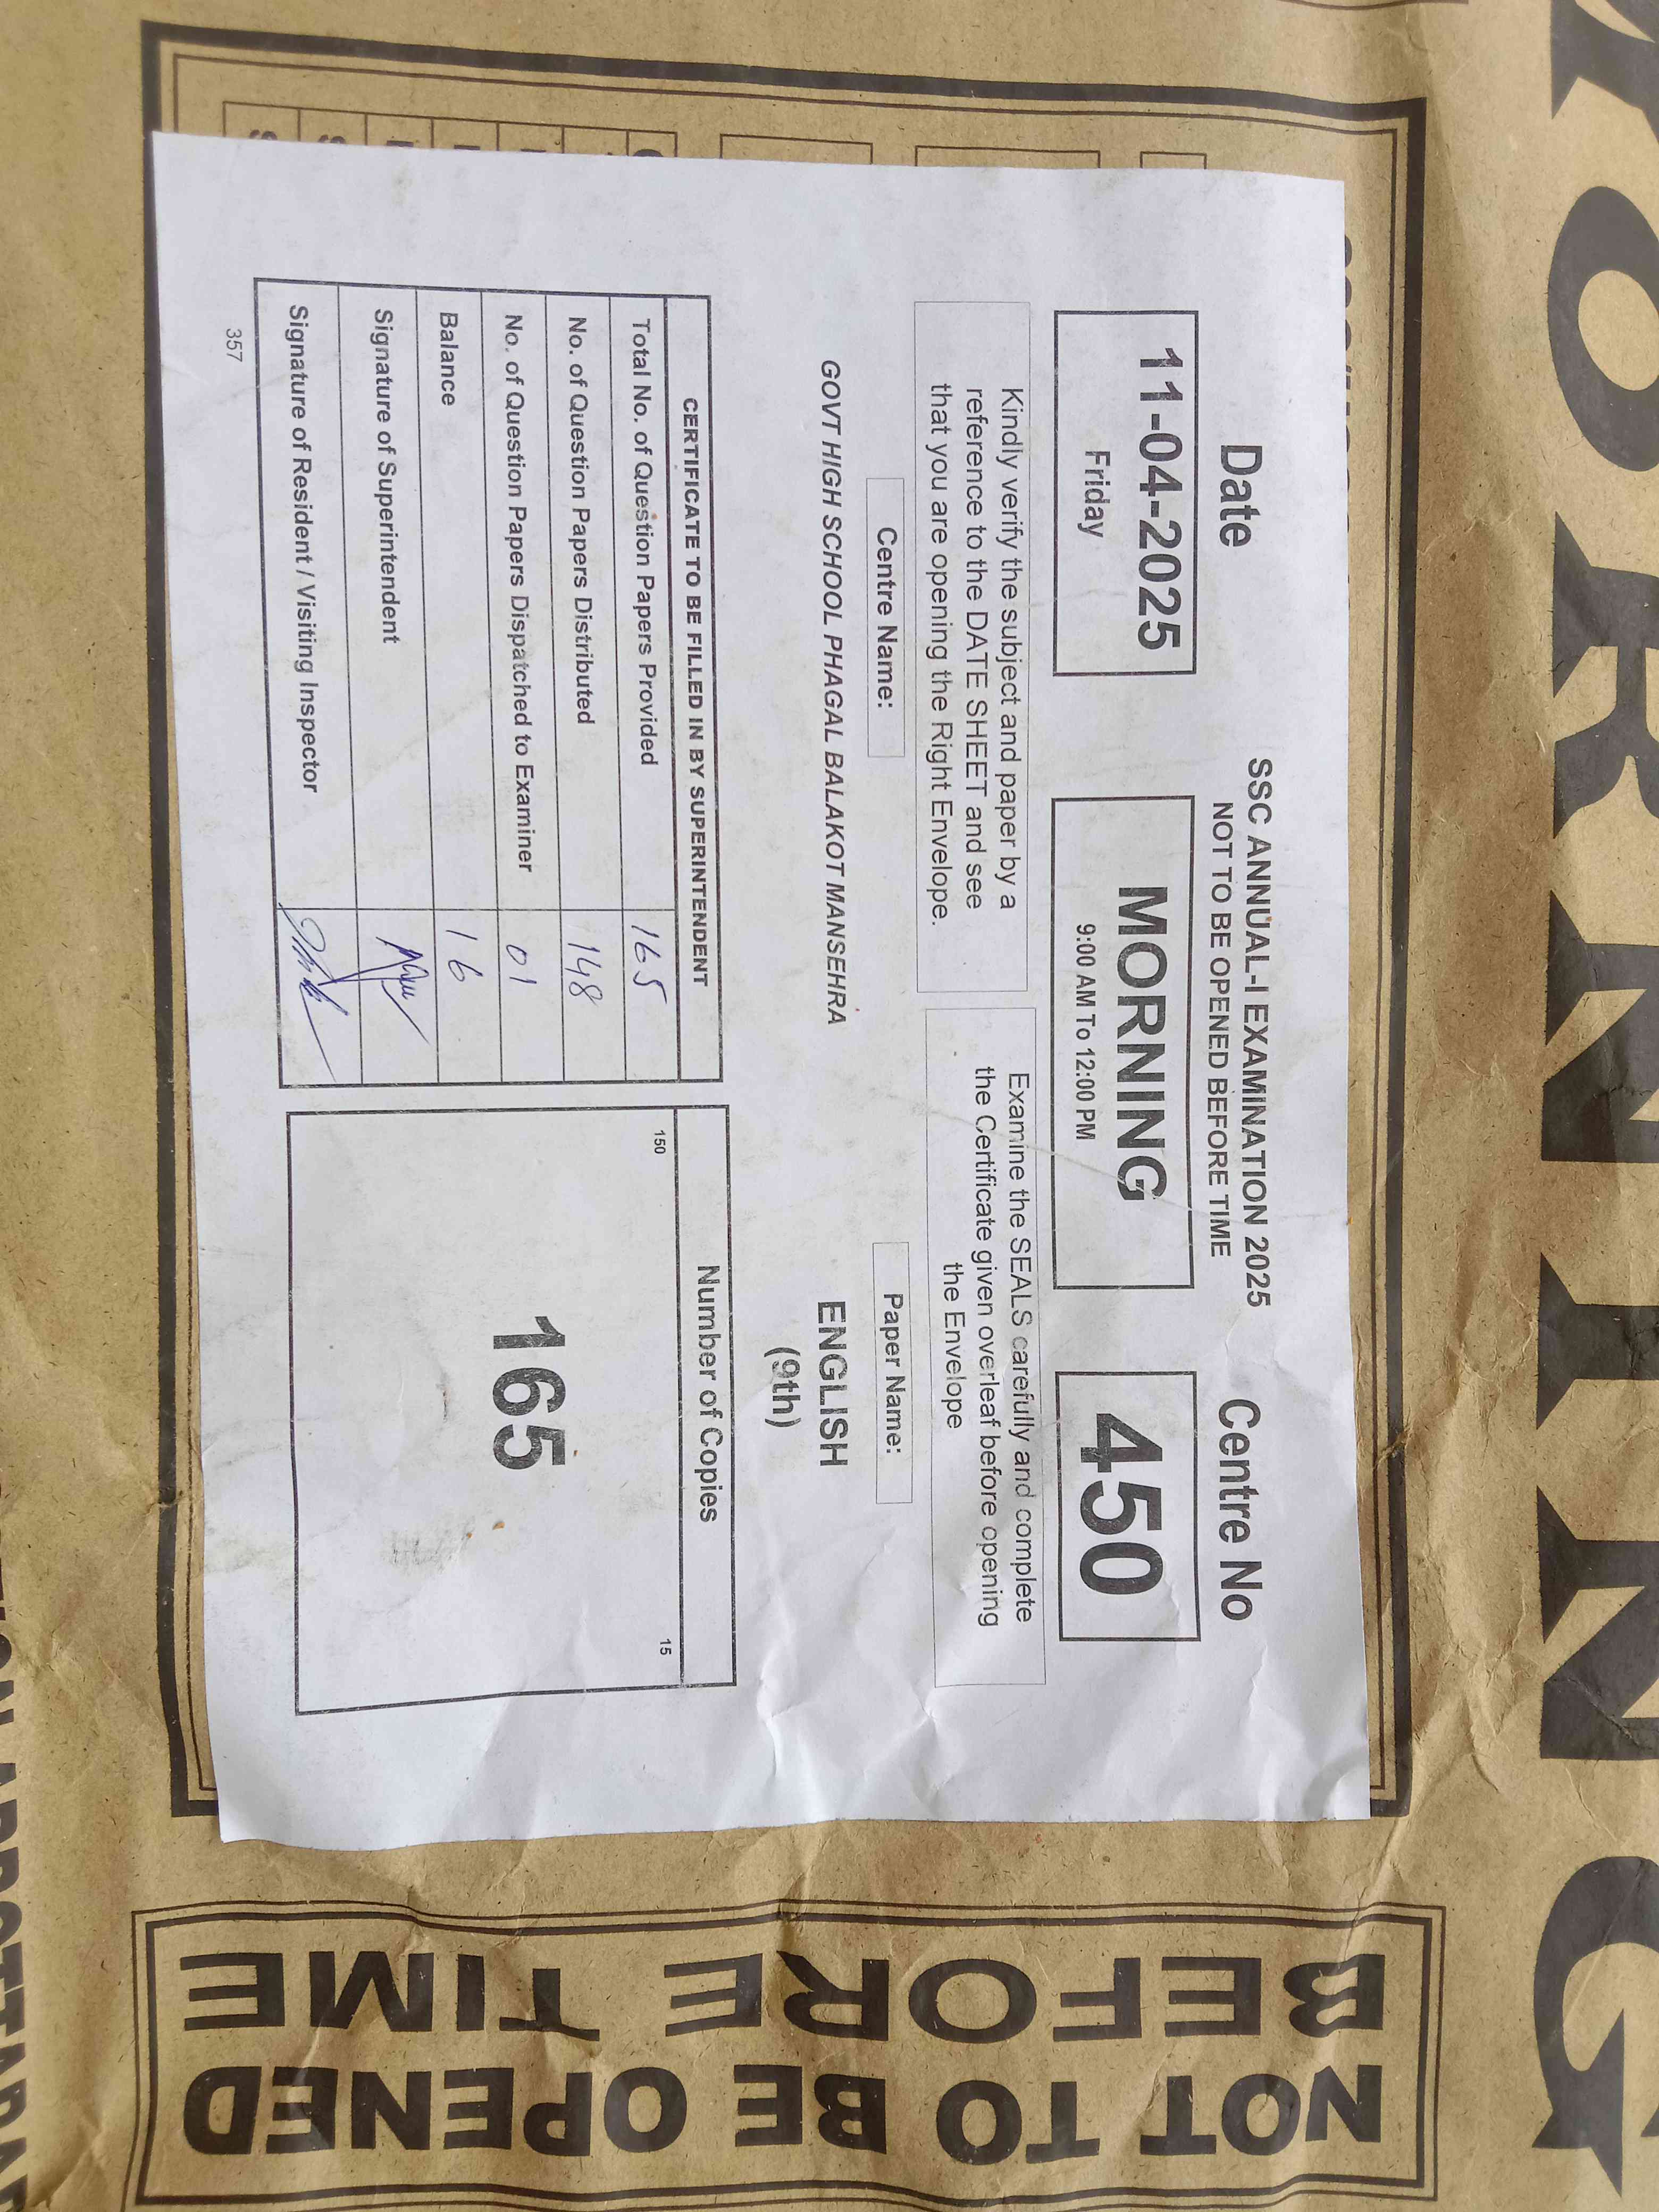 MORNING
SSC ANNUAL-I EXAMINATION 2025
NOT TO BE OPENED BEFORE TIME
Date
Centre No
11-04-2025
Friday
MORNING
9:00 AM To 12:00 PM
450
Kindly verify the subject and paper by a
reference to the DATE SHEET and see
that you are opening the Right Envelope.
Examine the SEALS carefully and complete
the Certificate given overleaf before opening
the Envelope
Centre Name:
Paper Name:
GOVT HIGH SCHOOL PHAGAL BALAKOT MANSEHRA
ENGLISH
(9th)
CERTIFICATE TO BE FILLED IN BY SUPERINTENDENT
Total No. of Question Papers Provided 165
No. of Question Papers Distributed 148
No. of Question Papers Dispatched to Examiner 01
Balance 16
Signature of Superintendent
Signature of Resident / Visiting Inspector
Number of Copies
150
15
165
357
NOT TO BE OPENED
BEFORE TIME